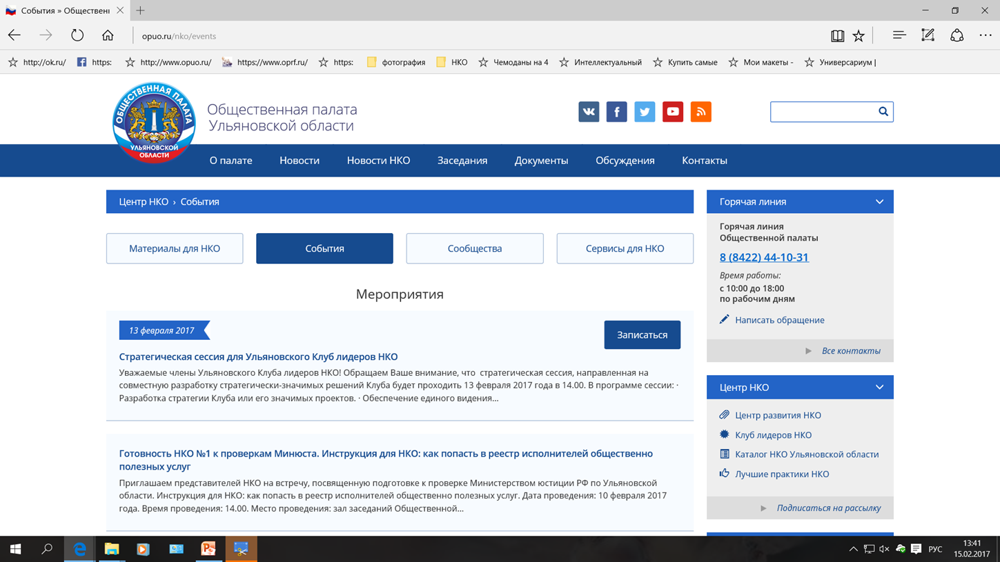 События » Обществені
opuo.ru/nko/events
http://ok.ru/
https:
http://www.opuo.ru/
https://www.oprf.ru/
https:
фотография
НКО
Чемоданы на 4
Интеллектуальный
Купить самые
Мои макеты -
Универсариум |
ОБЩЕСТВЕННАЯ ПАЛАТА
УЛЬЯНОВСКОЙ
ОБЛАСТИ
Общественная палата
Ульяновской области
О палате
Новости
Новости НКО
Заседания
Документы
Обсуждения
Контакты
Центр НКО › События
Материалы для НКО
События
Сообщества
Сервисы для НКО
Мероприятия
13 февраля 2017
Записаться
Стратегическая сессия для Ульяновского Клуб лидеров НКО
Уважаемые члены Ульяновского Клуба лидеров НКО! Обращаем Ваше внимание, что стратегическая сессия, направленная на
совместную разработку стратегически-значимых решений Клуба будет проходить 13 февраля 2017 года в 14.00. В программе сессии: ·
Разработка стратегии Клуба или его значимых проектов. · Обеспечение единого видения...
Готовность НКО №1 к проверкам Минюста. Инструкция для НКО: как попасть в реестр исполнителей общественно
полезных услуг
Приглашаем представителей НКО на встречу, посвященную подготовке к проверке Министерством юстиции РФ по Ульяновской
области. Инструкция для НКО: как попасть в реестр исполнителей общественно полезных услуг. Дата проведения: 10 февраля 2017
года. Время проведения: 14.00. Место проведения: зал заседаний Общественной...
Горячая линия
Горячая линия
Общественной палаты
8 (8422) 44-10-31
Время работы:
с 10:00 до 18:00
по рабочим дням
Написать обращение
Все контакты
Центр НКО
Центр развития НКО
Клуб лидеров НКО
Каталог НКО Ульяновской области
Лучшие практики НКО
Подписаться на рассылку
РУС
13:41
15.02.2017